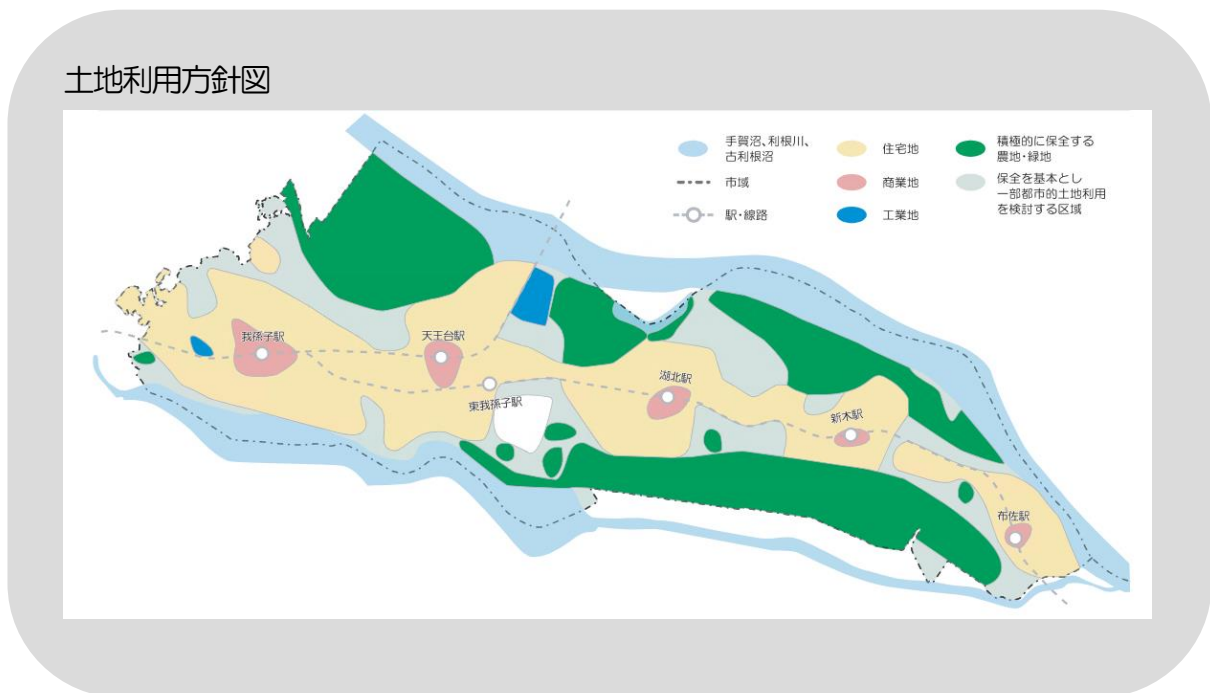 土地利用方針図
手賀沼、利根川、
古利根沼
市域
駅・線路
住宅地
商業地
工業地
積極的に保全する
農地・緑地
保全を基本とし
一部都市的土地利用
を検討する区域
我孫子駅
天王台駅
東我孫子駅
湖北駅
新木駅
布佐駅